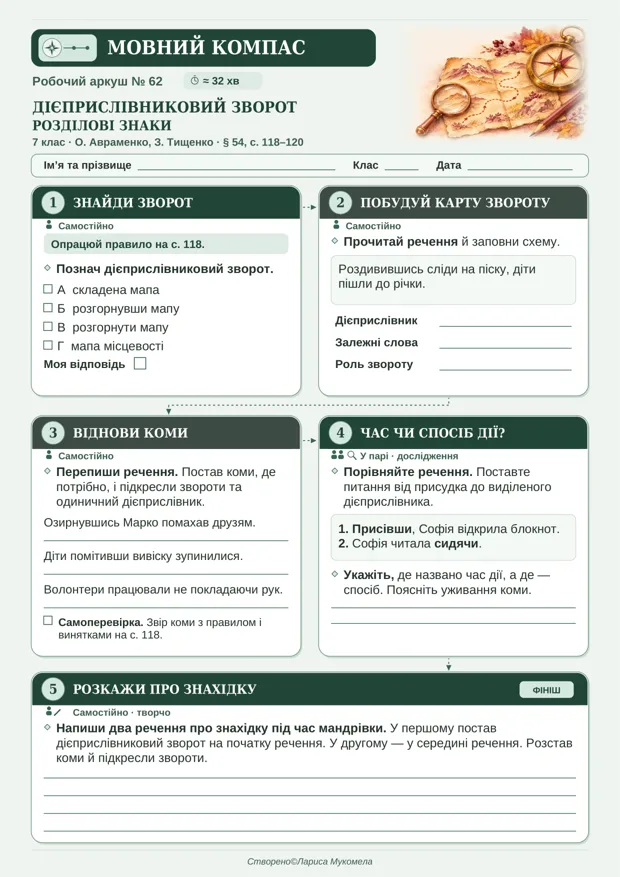 МОВНИЙ КОМПАС
Робочий аркуш № 62
≈ 32 хв
ДІЄПРИСЛІВНИКОВИЙ ЗВОРОТ
РОЗДІЛОВІ ЗНАКИ
7 клас · О. Авраменко, З. Тищенко · § 54, с. 118–120
Ім’я та прізвище
Клас
Дата
1 ЗНАЙДИ ЗВОРОТ
Самостійно
Опрацюй правило на с. 118.
Познач дієприслівниковий зворот.
А складена мапа
Б розгорнувши мапу
В розгорнути мапу
Г мапа місцевості
Моя відповідь
2 ПОБУДУЙ КАРТУ ЗВОРОТУ
Самостійно
Прочитай речення й заповни схему.
Роздивившись сліди на піску, діти
пішли до річки.
Дієприслівник
Залежні слова
Роль звороту
3 ВІДНОВИ КОМИ
Самостійно
Перепиши речення. Постав коми, де
потрібно, і підкресли звороти та
одиничний дієприслівник.
Озирнувшись Марко помахав друзям.
Діти помітивши вивіску зупинилися.
Волонтери працювали не покладаючи рук.
Самоперевірка. Звір коми з правилом і
винятками на с. 118.
4 ЧАС ЧИ СПОСІБ ДІЇ?
У парі · дослідження
Порівняйте речення. Поставте
питання від присудка до виділеного
дієприслівника.
1. Присівши, Софія відкрила блокнот.
2. Софія читала сидячи.
Укажіть, де названо час дії, а де —
спосіб. Поясніть уживання коми.
5 РОЗКАЖИ ПРО ЗНАХІДКУ
ФІНІШ
Самостійно · творчо
Напиши два речення про знахідку під час мандрівки. У першому постав
дієприслівниковий зворот на початку речення. У другому — у середині речення. Розстав
коми й підкресли звороти.
Створено©Лариса Мукомела